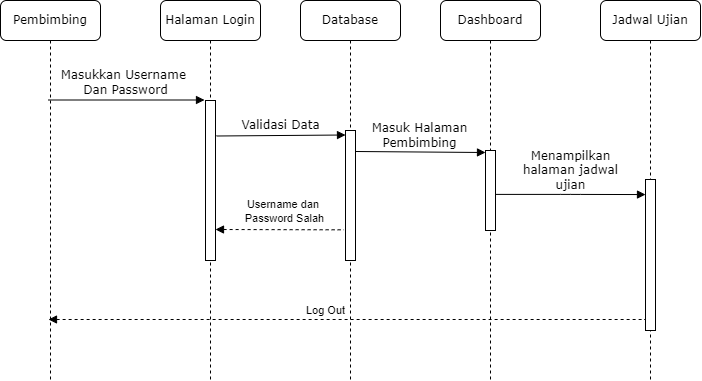 Pembimbing
Halaman Login
Database
Dashboard
Jadwal Ujian
Masukkan Username
Dan Password
Validasi Data
Masuk Halaman
Pembimbing
Menampilkan
halaman jadwal
ujian
Username dan
Password Salah
Log Out